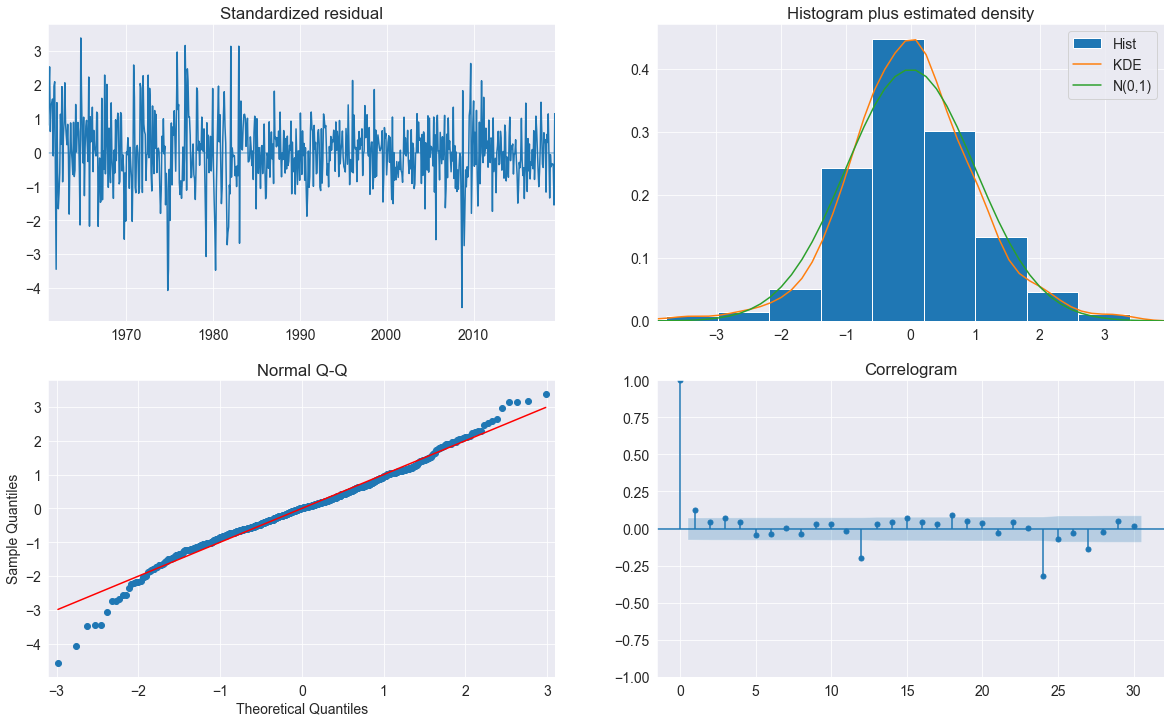 Standardized residual
3
2
1
0
−1
−2
−3
−4
1970 1980 1990 2000 2010
Histogram plus estimated density
Hist
KDE
N(0,1)
0.4
0.3
0.2
0.1
0.0
−3 −2 −1 0 1 2 3
Normal Q-Q
Sample Quantiles
3
2
1
0
−1
−2
−3
−4
−3 −2 −1 0 1 2 3
Theoretical Quantiles
Correlogram
1.00
0.75
0.50
0.25
0.00
−0.25
−0.50
−0.75
−1.00
0 5 10 15 20 25 30